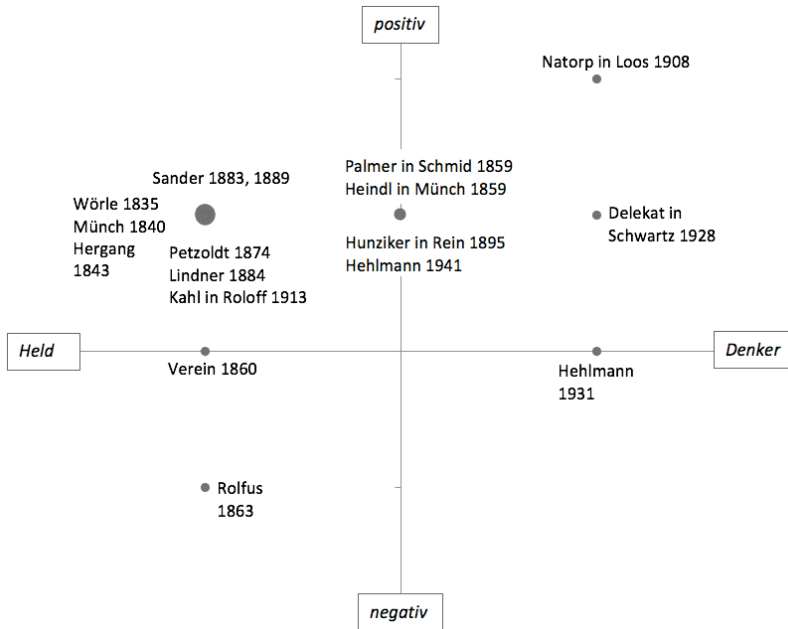 positiv
Natorp in Loos 1908
Palmer in Schmid 1859
Heindl in Münch 1859
Sander 1883, 1889
Wörle 1835
Münch 1840
Hergang
1843
Delekat in
Schwartz 1928
Hunziker in Rein 1895
Hehlmann 1941
Petzoldt 1874
Lindner 1884
Kahl in Roloff 1913
Held
Denker
Verein 1860
Hehlmann
1931
Rolfus
1863
negativ